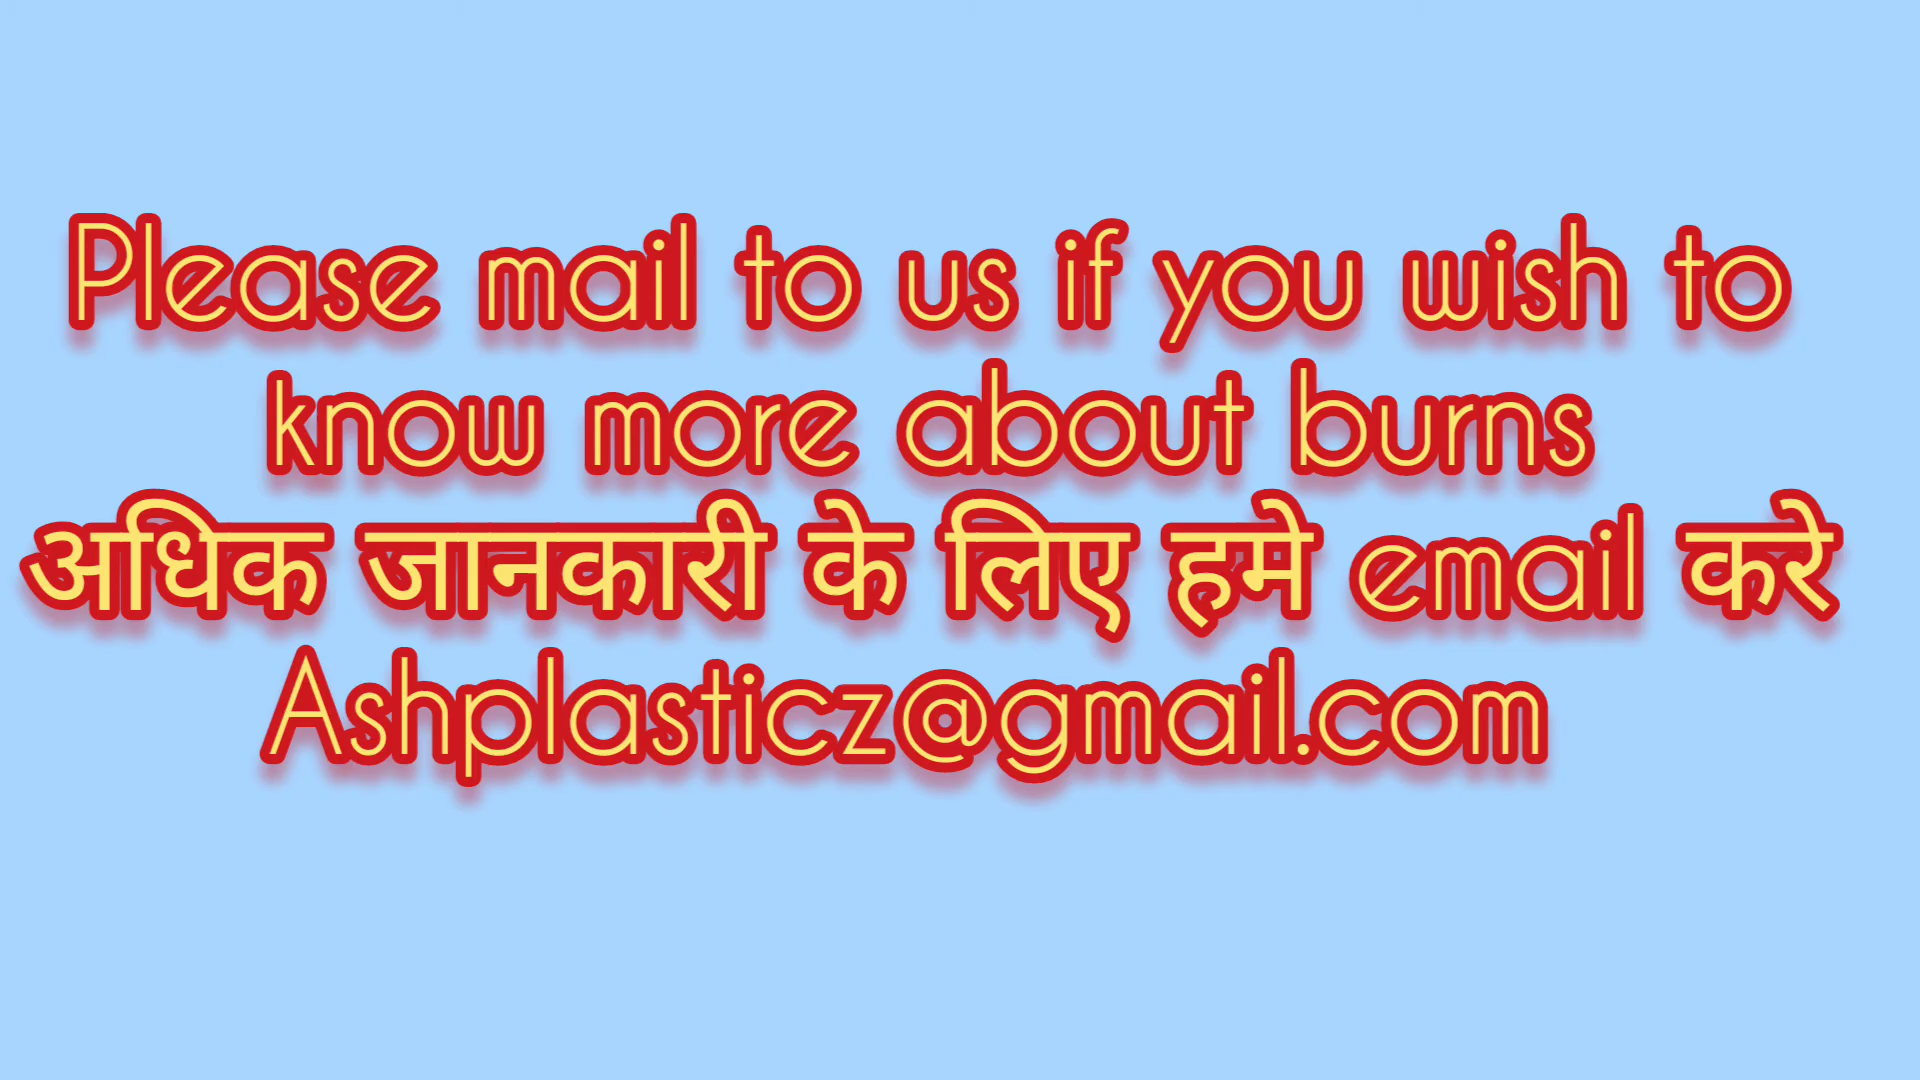 Please mail to us if you wish to
know more about burns
अधिक जानकारी के लिए हमे email करे
Ashplasticz@gmail.com